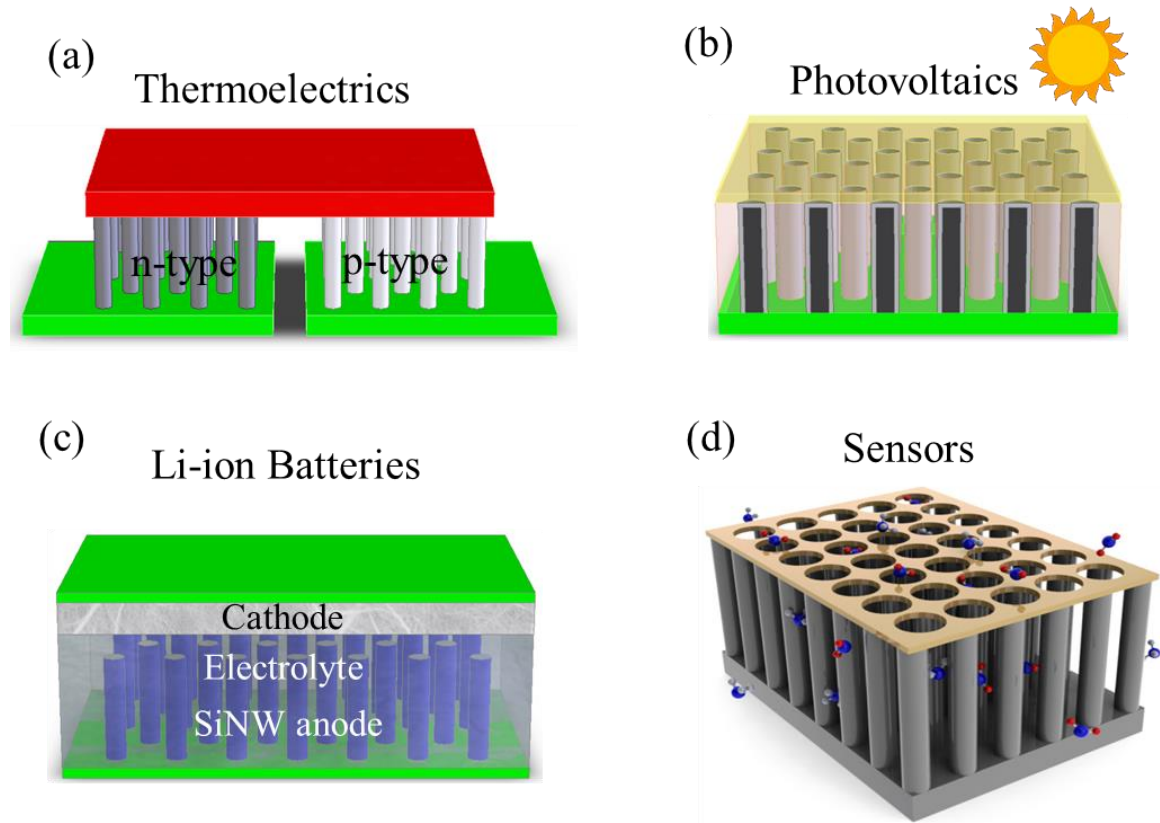 (a)
Thermoelectrics
n-type
p-type
(b)
Photovoltaics
(c)
Li-ion Batteries
Cathode
Electrolyte
SiNW anode
(d)
Sensors